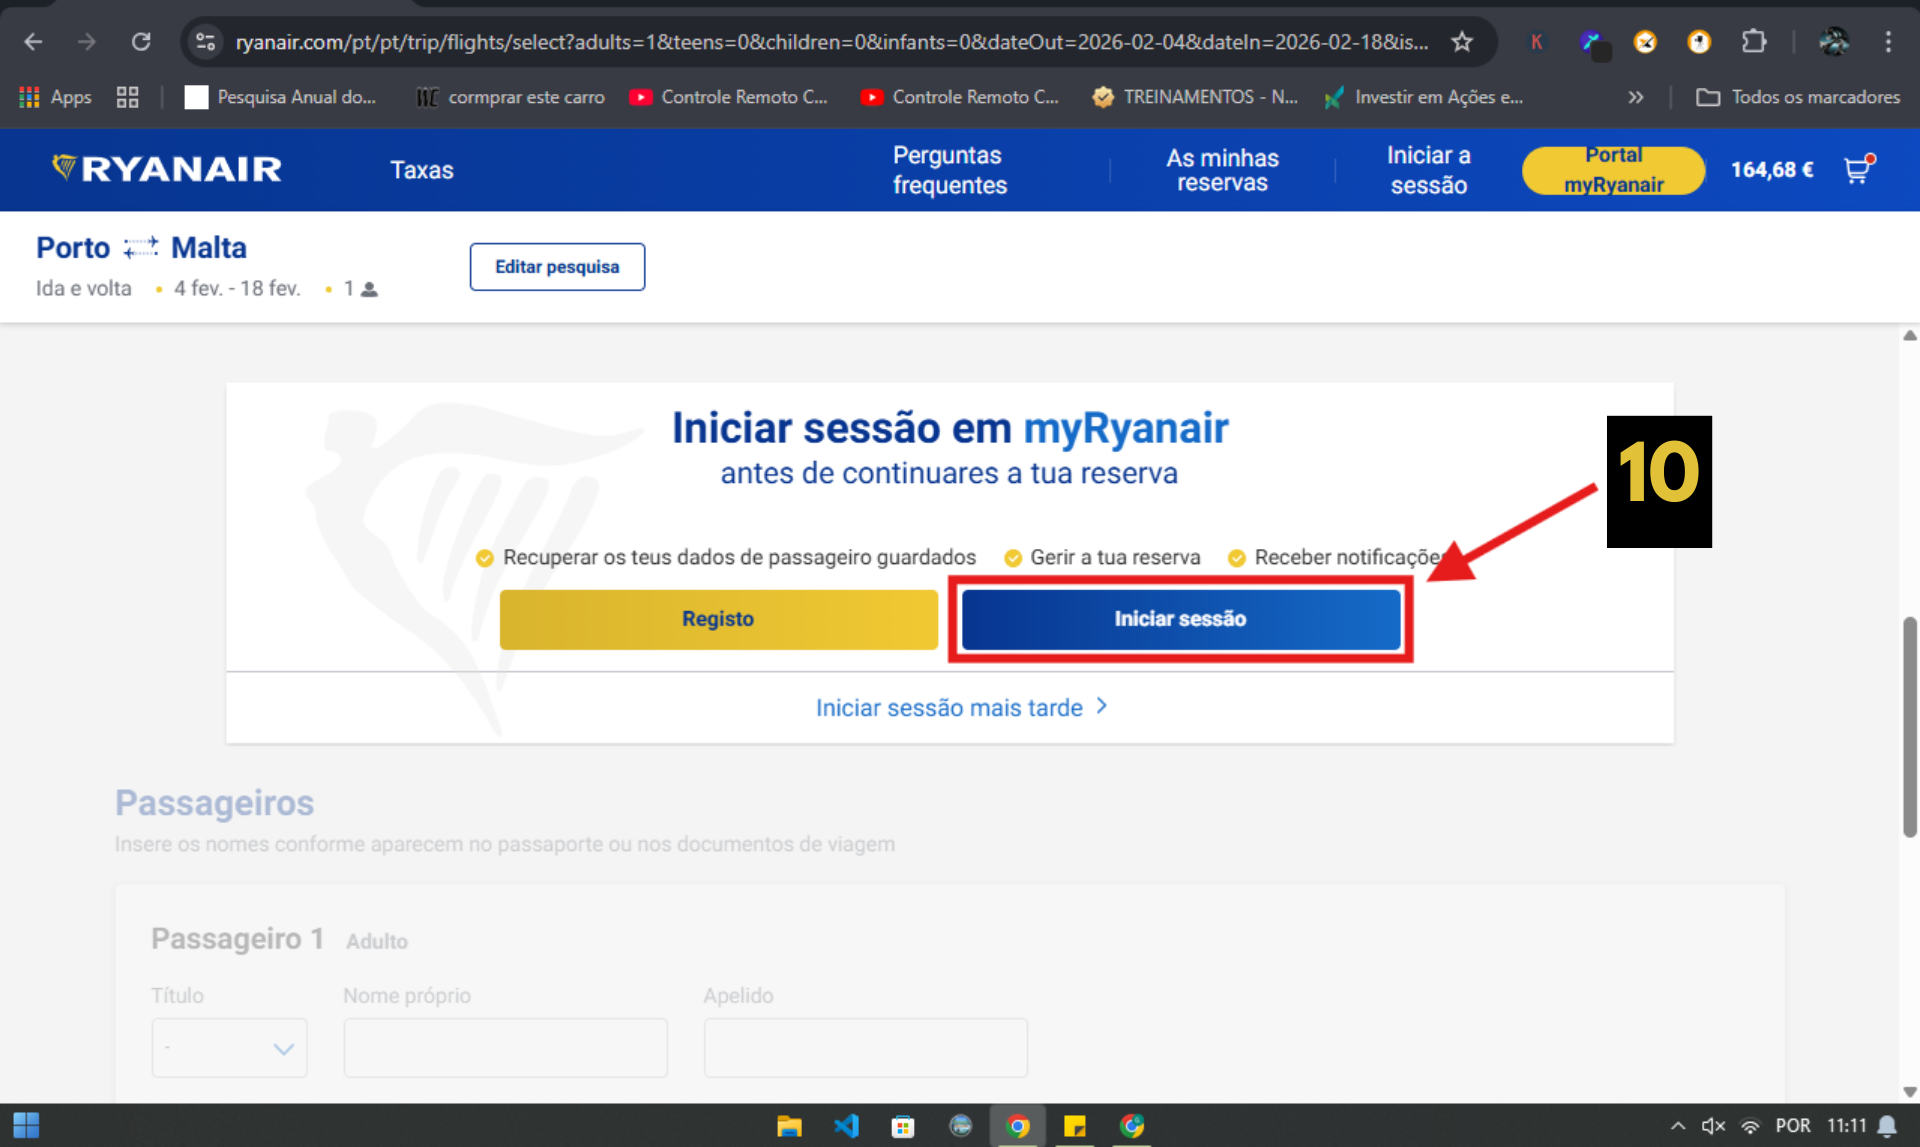 ryanair.com/pt/pt/trip/flights/select?adults=1&teens=0&children=0&infants=0&dateOut=2026-02-04&dateIn=2026-02-18&is...
K
Apps
Pesquisa Anual do...
cormprar este carro
Controle Remoto C...
Controle Remoto C...
TREINAMENTOS - N...
Investir em Ações e...
Todos os marcadores
RYANAIR
Taxas
Perguntas
frequentes
As minhas
reservas
Iniciar a
sessão
Portal
myRyanair
164,68 €
Porto Malta
Editar pesquisa
Ida e volta • 4 fev. - 18 fev. • 1
Iniciar sessão em myRyanair
antes de continuares a tua reserva
10
Recuperar os teus dados de passageiro guardados
Gerir a tua reserva
Receber notificações
Registo
Iniciar sessão
Iniciar sessão mais tarde
Passageiros
Insere os nomes conforme aparecem no passaporte ou nos documentos de viagem
Passageiro 1 Adulto
Título
Nome próprio
Apelido
-
POR
11:11